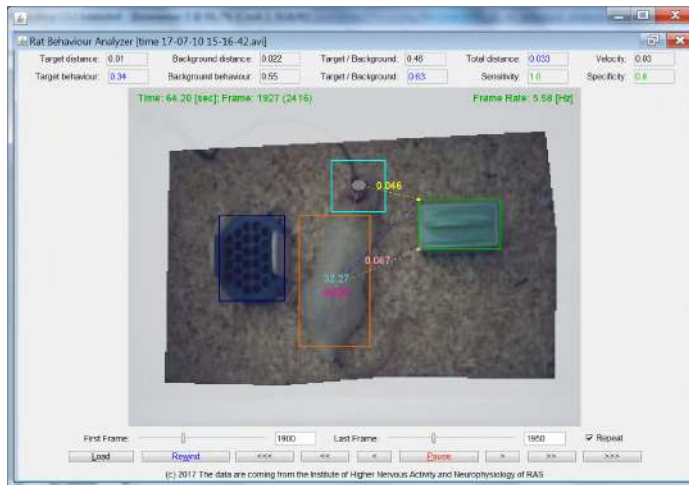 Rat Behaviour Analyzer [time 17-07-10 15-16-42.avi]
Target distance: 0.01 Background distance: 0.022 Target / Background: 0.46 Total distance: 0.033 Velocity: 0.83
Target behaviour: 0.34 Background behaviour: 0.55 Target / Background: 0.63 Sensitivity: 1.0 Specificity: 0.8
Time: 64.20 [sec]; Frame: 1927 (2416) Frame Rate: 5.58 [Hz]
0.046
0.067
32.27
First Frame: 1900 Last Frame: 1950 Repeat
Load Rewind <<< << < Pause > >> >>>
(c) 2017 The data are coming from the Institute of Higher Nervous Activity and Neurophysiology of RAS